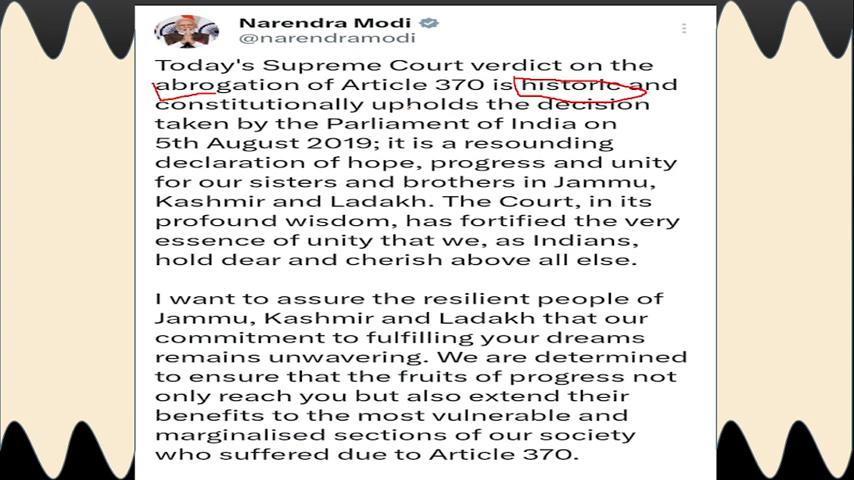 Narendra Modi
@narendramodi
Today's Supreme Court verdict on the
abrogation of Article 370 is historic and
constitutionally upholds the decision
taken by the Parliament of India on
5th August 2019; it is a resounding
declaration of hope, progress and unity
for our sisters and brothers in Jammu,
Kashmir and Ladakh. The Court, in its
profound wisdom, has fortified the very
essence of unity that we, as Indians,
hold dear and cherish above all else.
I want to assure the resilient people of
Jammu, Kashmir and Ladakh that our
commitment to fulfilling your dreams
remains unwavering. We are determined
to ensure that the fruits of progress not
only reach you but also extend their
benefits to the most vulnerable and
marginalised sections of our society
who suffered due to Article 370.